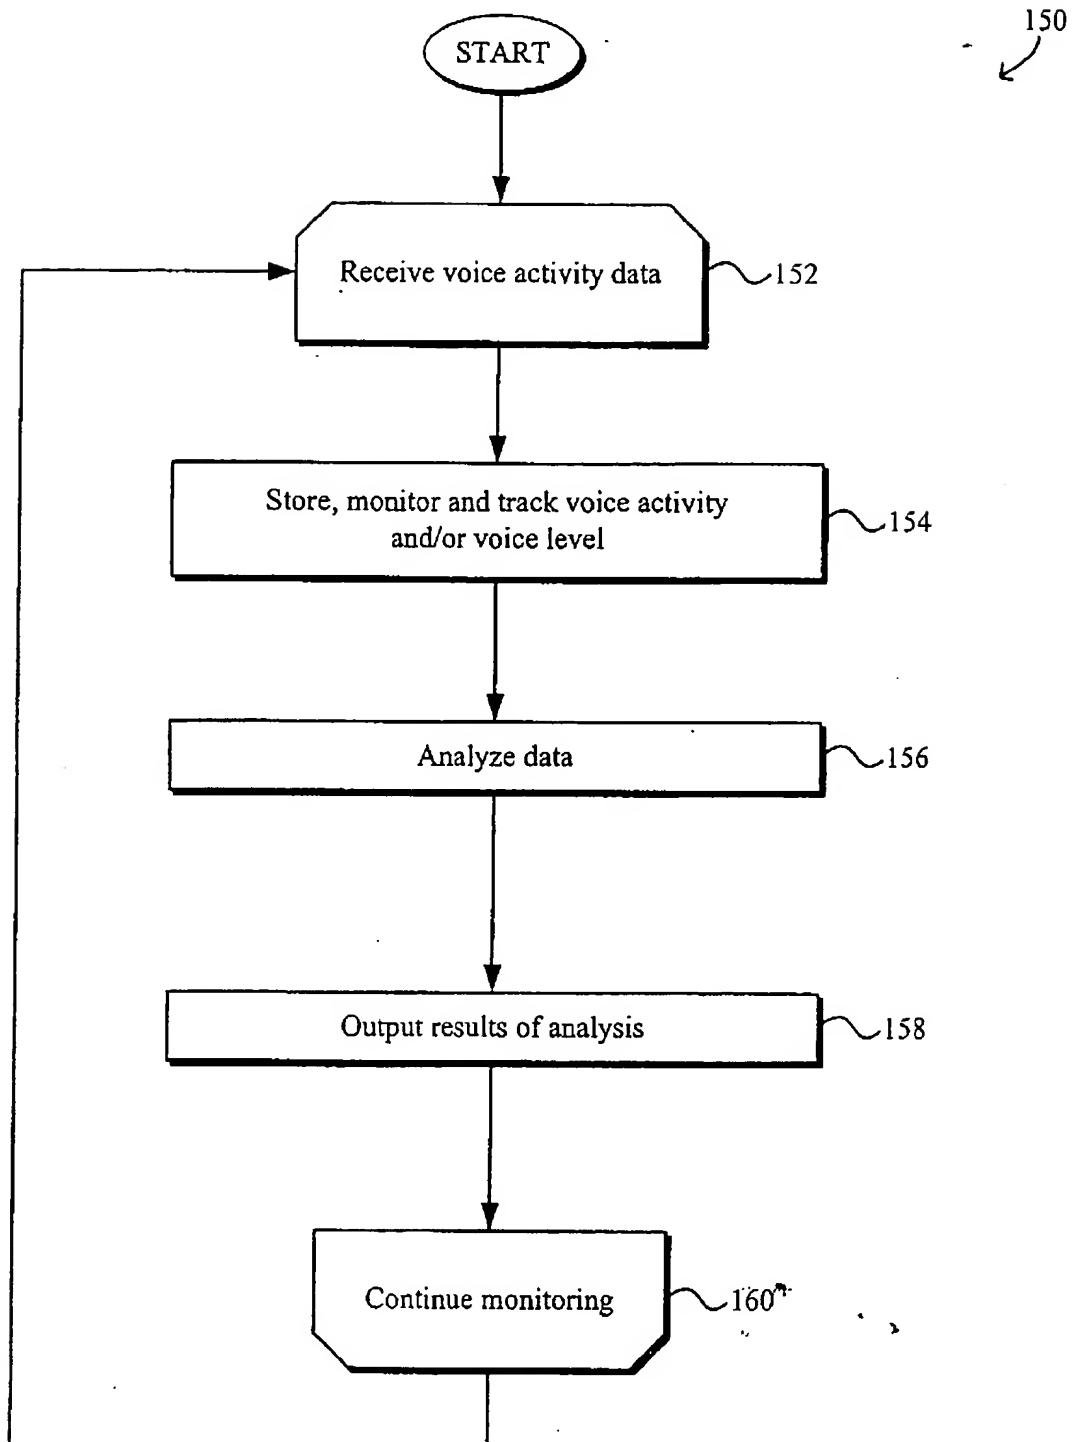 150
START
Receive voice activity data
152
Store, monitor and track voice activity
and/or voice level
154
Analyze data
156
Output results of analysis
158
Continue monitoring
160